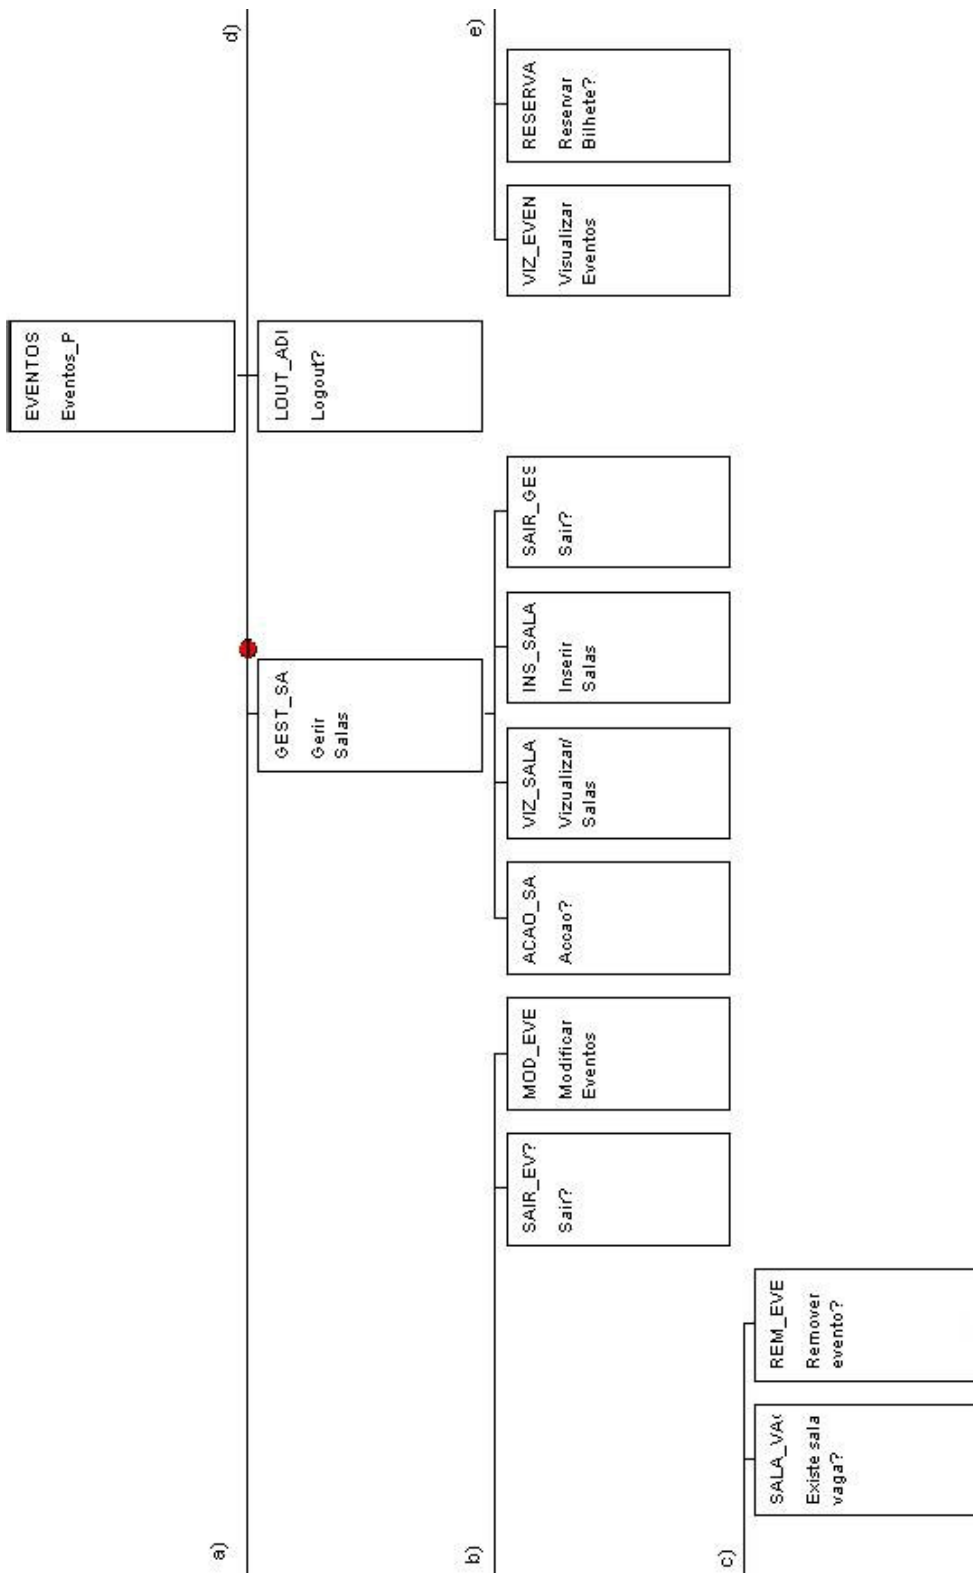 EVENTOS
Eventos_P
a)
d)
GEST_SA
Gerir
Salas
LOUT_ADI
Logout?
b)
SAIR_EV?
Sair?
MOD_EVE
Modificar
Eventos
ACAO_SA
Accao?
VIZ_SALA
Vizualizar/
Salas
INS_SALA
Inserir
Salas
SAIR_GES
Sair?
VIZ_EVEN
Visualizar
Eventos
RESERVA
Reservar
Bilhete?
e)
c)
SALA_VA
Existe sala
vaga?
REM_EVE
Remover
evento?